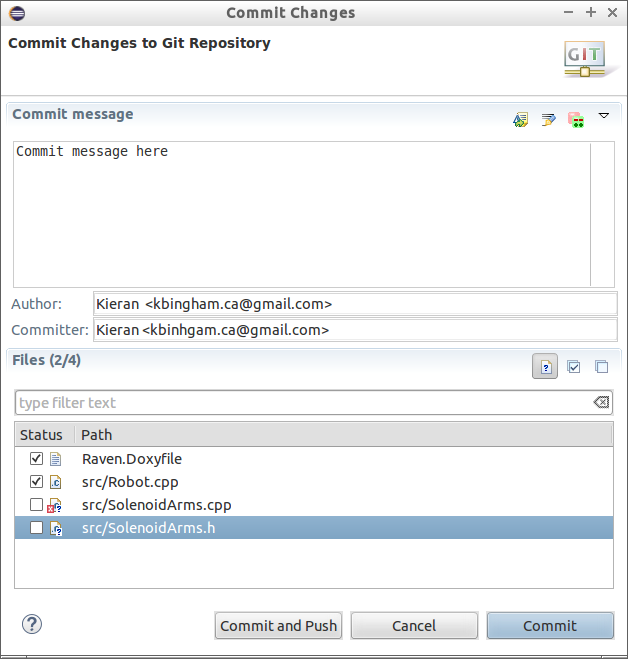 Commit Changes
Commit Changes to Git Repository
GIT
Commit message
Commit message here
Author: Kieran <kbingham.ca@gmail.com>
Committer: Kieran<kbinhgam.ca@gmail.com>
Files (2/4)
type filter text
Status Path
Raven.Doxyfile
src/Robot.cpp
src/SolenoidArms.cpp
src/SolenoidArms.h
Commit and Push Cancel Commit